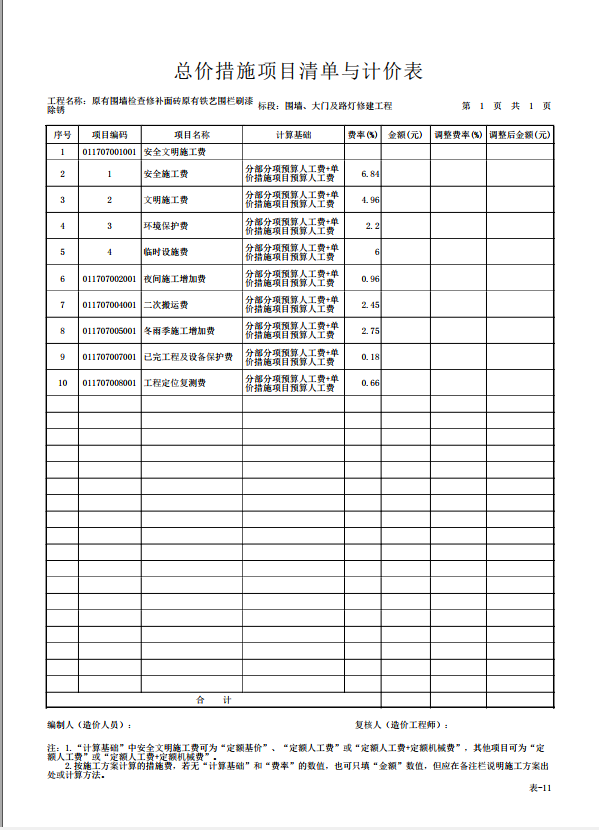 总价措施项目清单与计价表
工程名称：原有围墙检查修补面砖原有铁艺围栏刷漆
除锈
标段：围墙、大门及路灯修建工程
第 1 页 共 1 页
序号 项目编码 项目名称 计算基础 费率(%) 金额(元) 调整费率(%) 调整后金额(元)
1 011707001001 安全文明施工费
2 1 安全施工费 分部分项预算人工费+单
价措施项目预算人工费 6.84
3 2 文明施工费 分部分项预算人工费+单
价措施项目预算人工费 4.96
4 3 环境保护费 分部分项预算人工费+单
价措施项目预算人工费 2.2
5 4 临时设施费 分部分项预算人工费+单
价措施项目预算人工费 6
6 011707002001 夜间施工增加费 分部分项预算人工费+单
价措施项目预算人工费 0.96
7 011707004001 二次搬运费 分部分项预算人工费+单
价措施项目预算人工费 2.45
8 011707005001 冬雨季施工增加费 分部分项预算人工费+单
价措施项目预算人工费 2.75
9 011707007001 已完工程及设备保护费 分部分项预算人工费+单
价措施项目预算人工费 0.18
10 011707008001 工程定位复测费 分部分项预算人工费+单
价措施项目预算人工费 0.66
合 计
编制人（造价人员）：
复核人（造价工程师）：
注：1.“计算基础”中安全文明施工费可为“定额基价”、“定额人工费”或“定额人工费+定额机械费”，其他项目可为“定
额人工费”或“定额人工费+定额机械费”。
2.按施工方案计算的措施费，若无“计算基础”和“费率”的数值，也可只填“金额”数值，但应在备注栏说明施工方案出
处或计算方法。
表-11